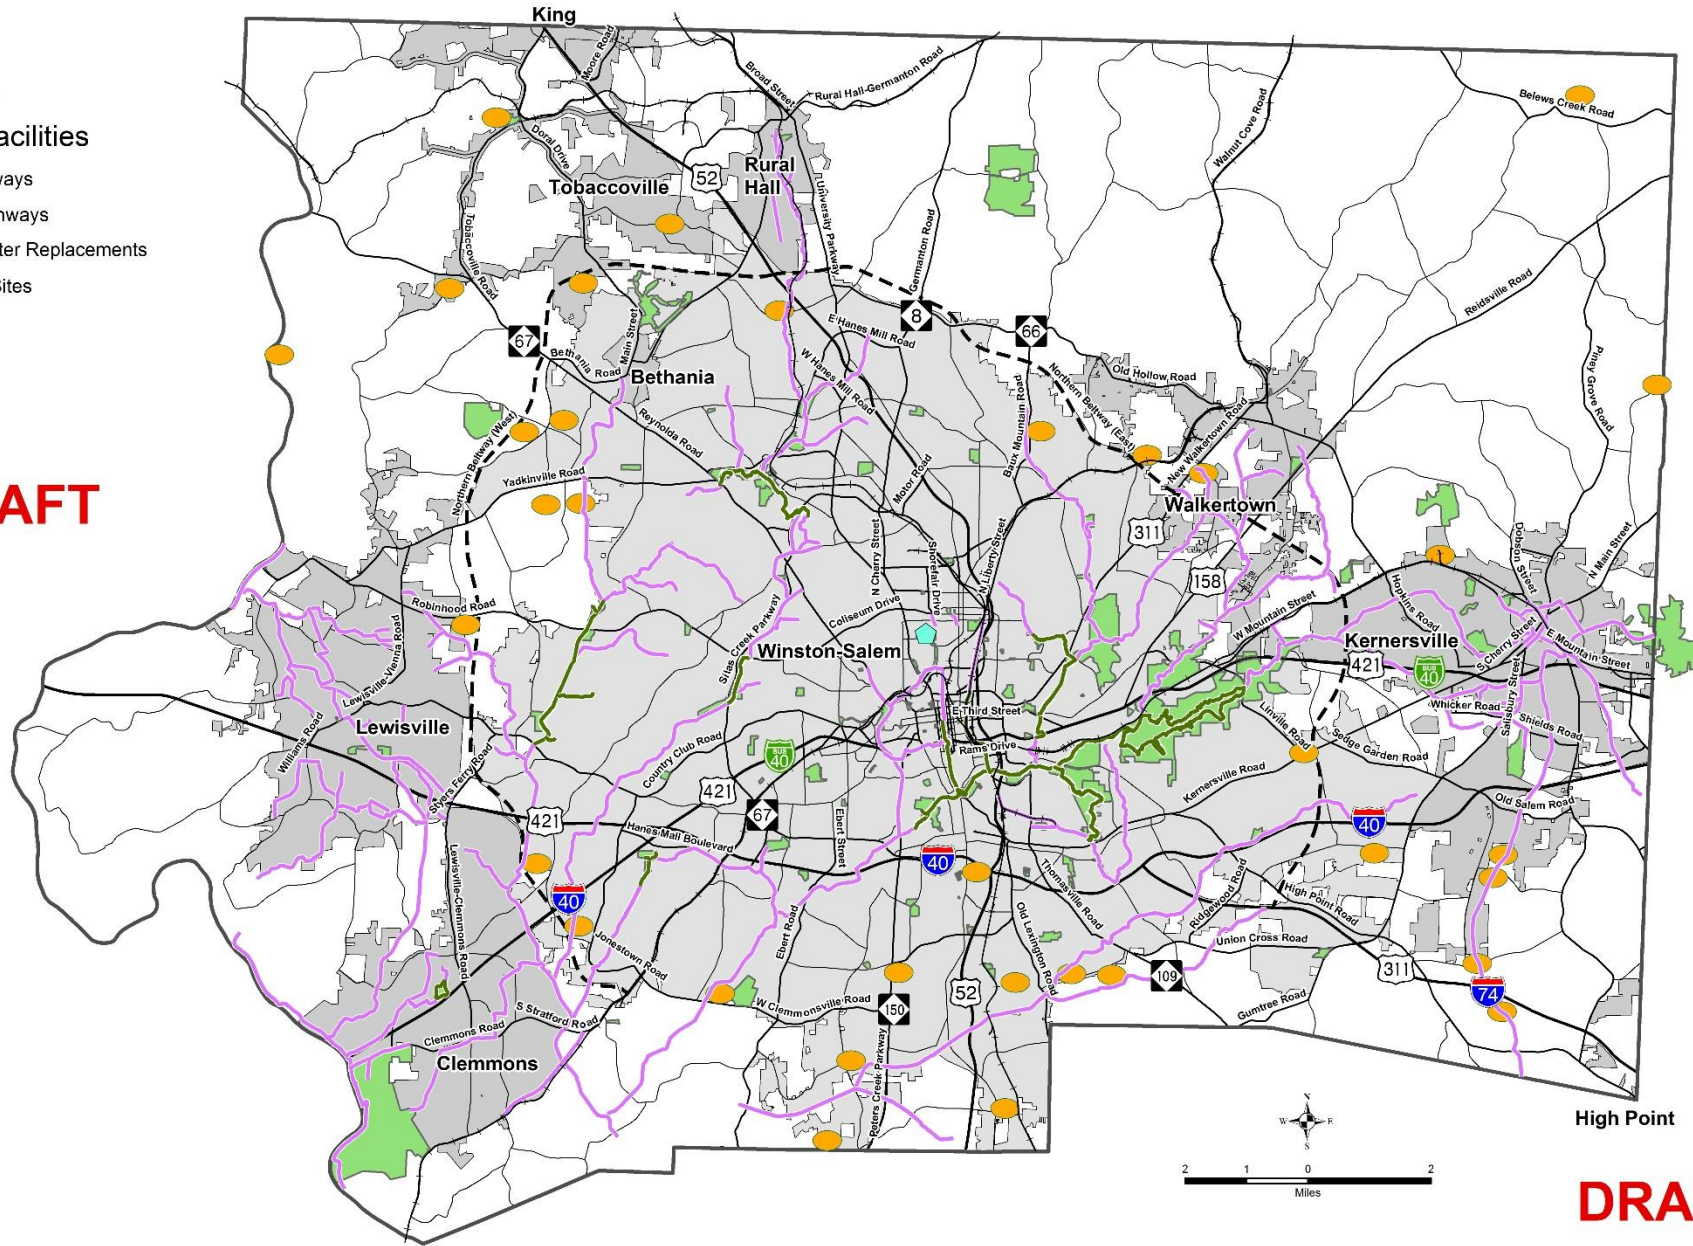 King
Moore Road
Broad Street
Rural Hall-Germanton Road
Belews Creek Road
acilities
ways
nways
ter Replacements
Sites
Doral Drive
Tobaccoville
52
Rural
Hall
Walnut Cove Road
University Parkway
Germanton Road
Tobaccoville Road
Reidsville Road
67
Bethania Road
Main Street
Bethania
E Hanes Mill Road
W Hanes Mill Road
8
66
Old Hollow Road
Northern Beltway (East)
Baux Mountain Road
New Walkertown Road
Piney Grove Road
Reynolda Road
Northern Beltway (West)
Yadkinville Road
Motor Road
AFT
Walkertown
311
158
N Cherry Street
Shorefair Drive
N Liberty Street
Dobson Street
N Main Street
Robinhood Road
Silas Creek Parkway
Coliseum Drive
W Mountain Street
Hopkins Road
Winston-Salem
Kernersville
421
BUS
40
S Cherry Street
E Mountain Street
Lewisville-Vienna Road
Lewisville
Williams Road
E Third Street
Rams Drive
Linville Road
Whicker Road
Salisbury Street
Shields Road
Sedge Garden Road
Country Club Road
BUS
40
Styers Ferry Road
421
67
421
Kernersville Road
Old Salem Road
Hanes Mall Boulevard
Ebert Street
40
40
Lewisville-Clemmons Road
40
Thomasville Road
Ridgewood Road
High Point Road
Ebert Road
Old Lexington Road
Union Cross Road
Jonestown Road
311
109
52
150
W Clemmonsville Road
74
Gumtree Road
S Stratford Road
Clemmons Road
Clemmons
Peters Creek Parkway
High Point
N
W E
S
2 1 0 2
Miles
DRA